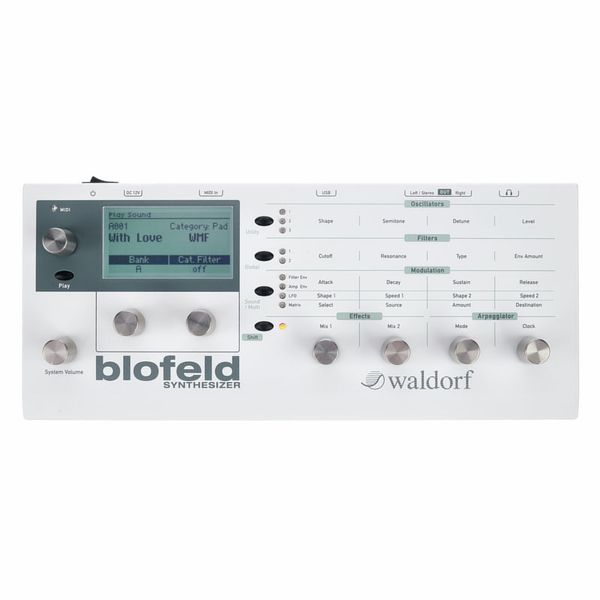 DC 12V
MIDI In
USB
Left / Stereo OUT Right
MIDI
Play
System Volume
Play Sound
A001 Category: Pad
With Love WMF
Bank Cat. Filter
A off
blofeld
SYNTHESIZER
Utility
Global
Sound / Multi
Shift
Oscillators
1
2
3
Shape Semitone Detune Level
Filters
1
2
Cutoff Resonance Type Env Amount
Modulation
Filter Env
Amp Env
Attack Decay Sustain Release
LFO Shape 1 Speed 1 Shape 2 Speed 2
Matrix Select Source Amount Destination
Effects Arpeggiator
Mix 1 Mix 2 Mode Clock
waldorf